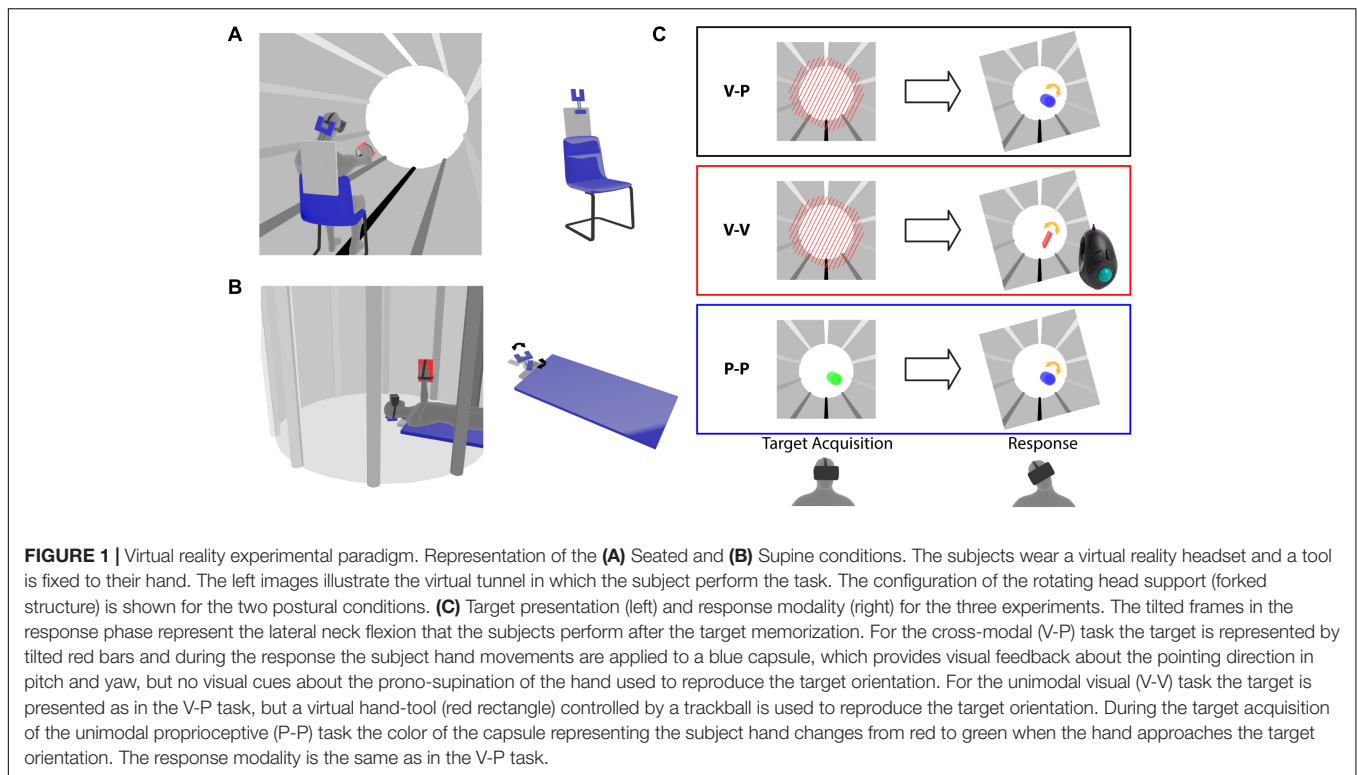 A
C
V-P
V-V
B
P-P
Target Acquisition
Response
FIGURE 1 | Virtual reality experimental paradigm. Representation of the (A) Seated and (B) Supine conditions. The subjects wear a virtual reality headset and a tool
is fixed to their hand. The left images illustrate the virtual tunnel in which the subject perform the task. The configuration of the rotating head support (forked
structure) is shown for the two postural conditions. (C) Target presentation (left) and response modality (right) for the three experiments. The tilted frames in the
response phase represent the lateral neck flexion that the subjects perform after the target memorization. For the cross-modal (V-P) task the target is represented by
tilted red bars and during the response the subject hand movements are applied to a blue capsule, which provides visual feedback about the pointing direction in
pitch and yaw, but no visual cues about the prono-supination of the hand used to reproduce the target orientation. For the unimodal visual (V-V) task the target is
presented as in the V-P task, but a virtual hand-tool (red rectangle) controlled by a trackball is used to reproduce the target orientation. During the target acquisition
of the unimodal proprioceptive (P-P) task the color of the capsule representing the subject hand changes from red to green when the hand approaches the target
orientation. The response modality is the same as in the V-P task.